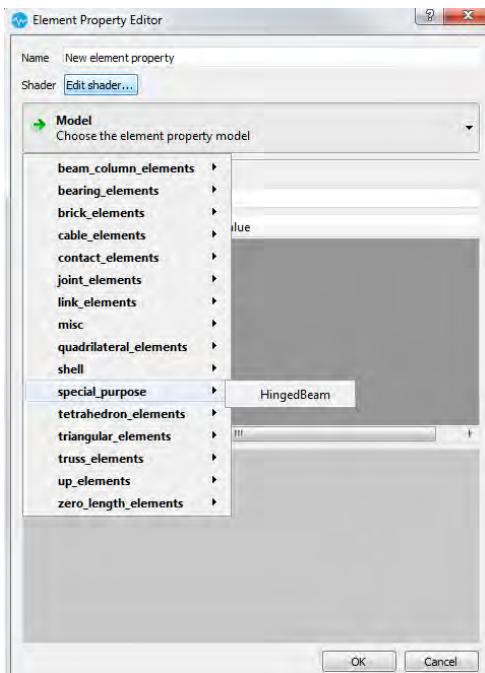 Element Property Editor
Name New element property
Shader Edit shader...
Model
Choose the element property model
beam_column_elements
bearing_elements
brick_elements
cable_elements
contact_elements
joint_elements
link_elements
misc
quadrilateral_elements
shell
special_purpose
HingedBeam
tetrahedron_elements
triangular_elements
truss_elements
up_elements
zero_length_elements
OK Cancel